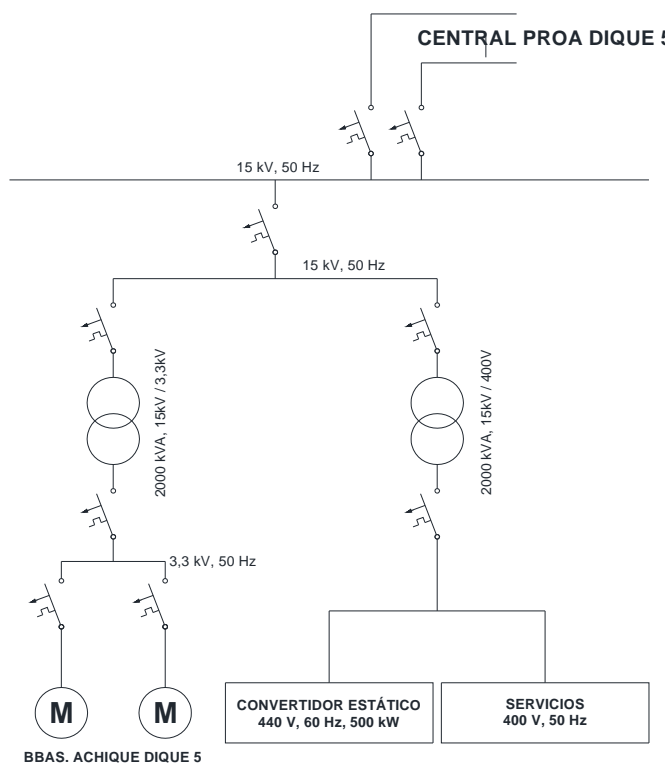 CENTRAL PROA DIQUE 5
15 kV, 50 Hz
15 kV, 50 Hz
2000 kVA, 15kV / 3,3kV
2000 kVA, 15kV / 400V
3,3 kV, 50 Hz
M
M
BBAS. ACHIQUE DIQUE 5
CONVERTIDOR ESTÁTICO
440 V, 60 Hz, 500 kW
SERVICIOS
400 V, 50 Hz